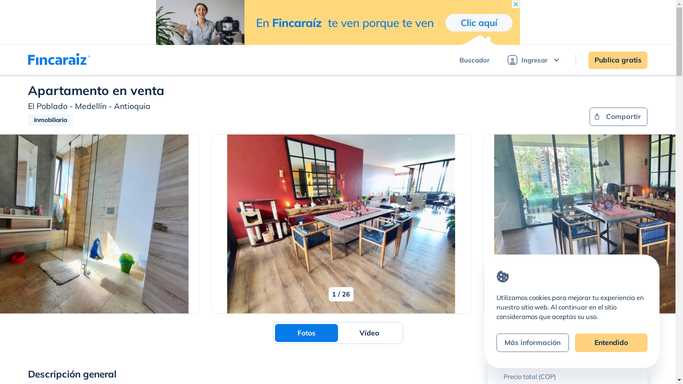 En Fincaraíz te ven porque te ven
Clic aquí
Fincaraiz
Buscador
Ingresar
Publica gratis
Apartamento en venta
El Poblado - Medellín - Antioquia
Inmobiliaria
Compartir
1 / 26
Utilizamos cookies para mejorar tu experiencia en
nuestro sitio web. Al continuar en el sitio
consideramos que aceptas su uso.
Más información
Entendido
Fotos
Vídeo
Descripción general
Precio total (COP)